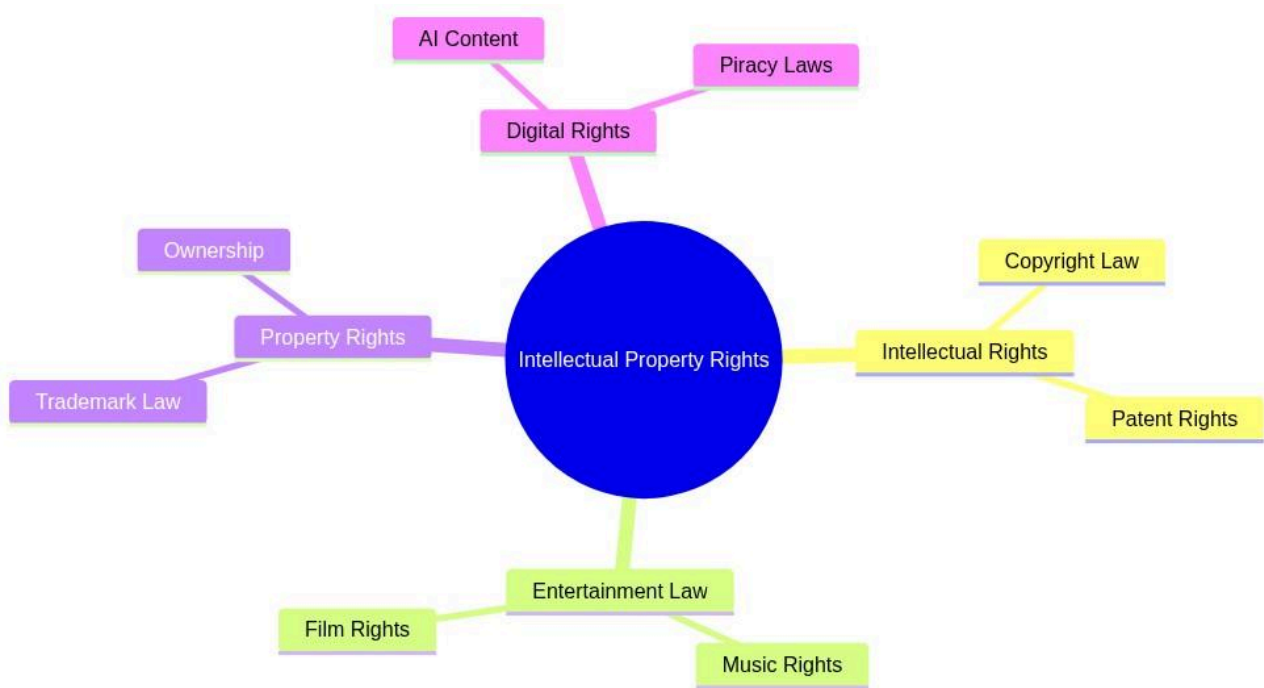 AI Content
Piracy Laws
Digital Rights
Ownership
Copyright Law
Property Rights
Intellectual Property Rights
Intellectual Rights
Trademark Law
Patent Rights
Entertainment Law
Film Rights
Music Rights